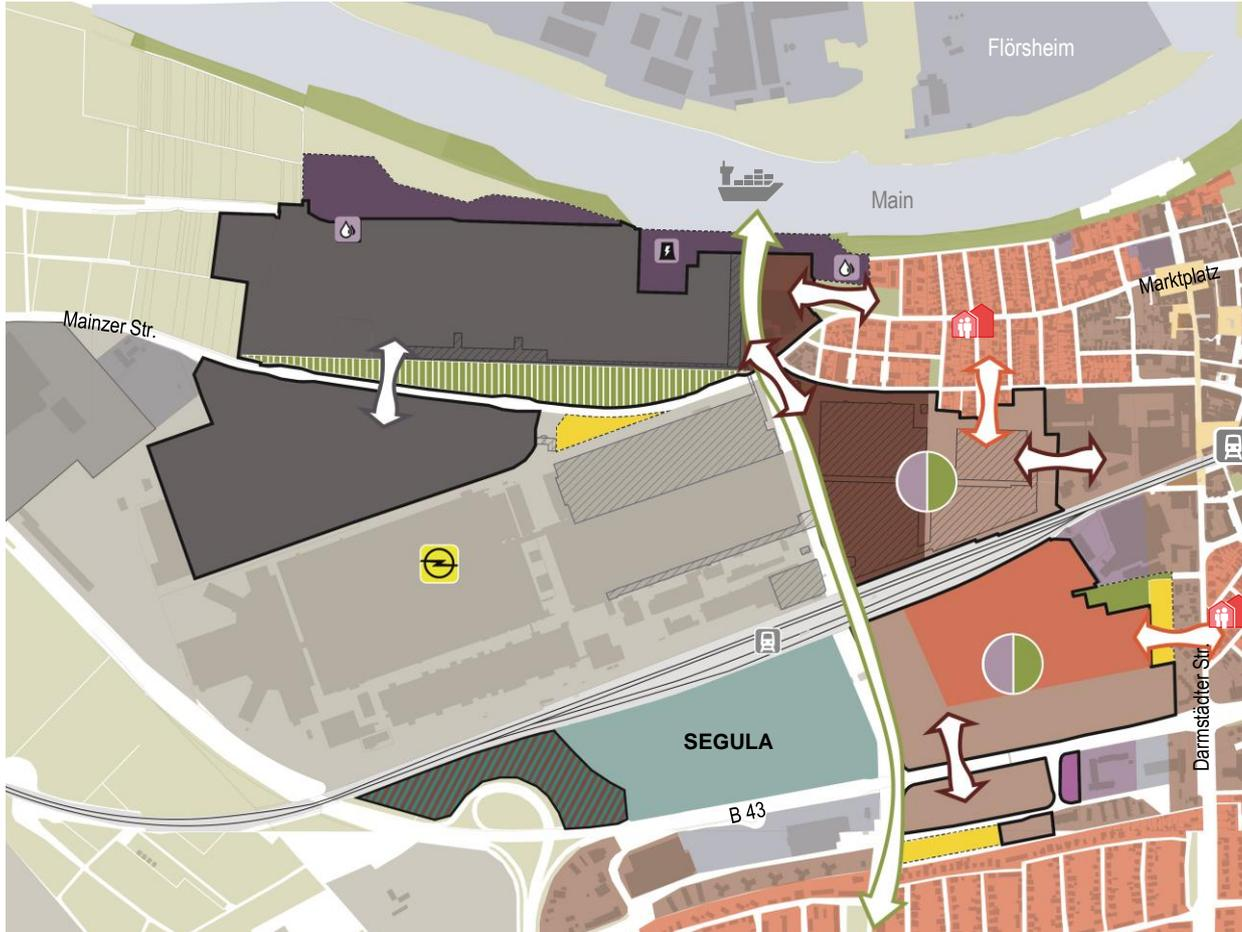 Flörsheim
Main
Marktplatz
Mainzer Str.
SEGULA
Darmstädter Str.
B 43